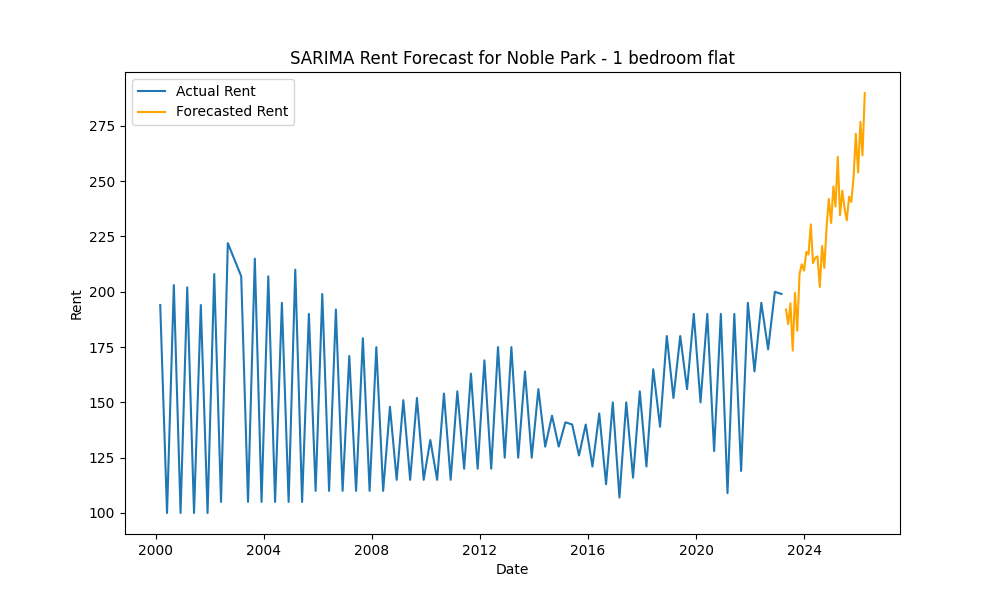 SARIMA Rent Forecast for Noble Park - 1 bedroom flat
Actual Rent
Forecasted Rent
275
250
225
200
175
150
125
100
Rent
2000 2004 2008 2012 2016 2020 2024
Date